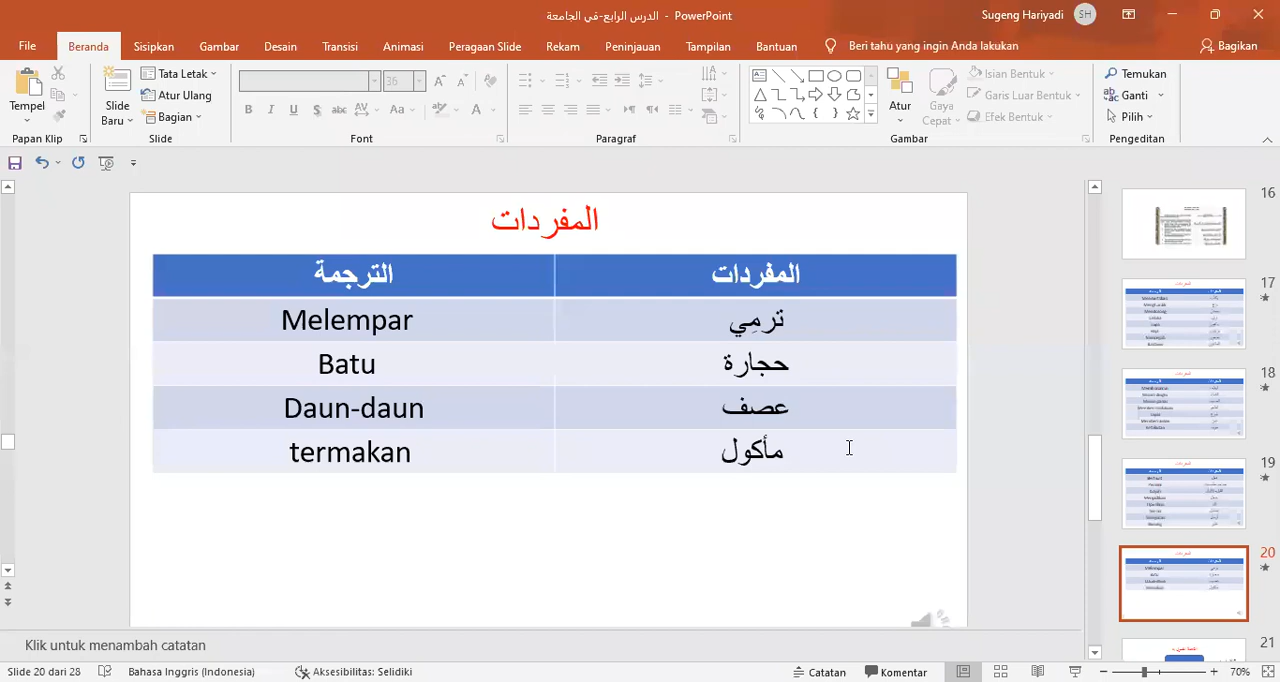 الدرس الرابع-في الجامعة - PowerPoint
Sugeng Hariyadi SH
File Beranda Sisipkan Gambar Desain Transisi Animasi Peragaan Slide Rekam Peninjauan Tampilan Bantuan Beri tahu yang ingin Anda lakukan Bagikan
Tempel
Slide Baru
Tata Letak
Atur Ulang
Bagian
36
Atur
Gaya Cepat
Isian Bentuk
Garis Luar Bentuk
Efek Bentuk
Temukan
Ganti
Pilih
Papan Klip Slide Font Paragraf Gambar Pengeditan
المفردات
المفردات الترجمة
ترمِي Melempar
حجارة Batu
عصف Daun-daun
مأكول termakan
16
17
18
19
20
21
Klik untuk menambah catatan
Slide 20 dari 28 Bahasa Inggris (Indonesia) Aksesibilitas: Selidiki Catatan Komentar 70%